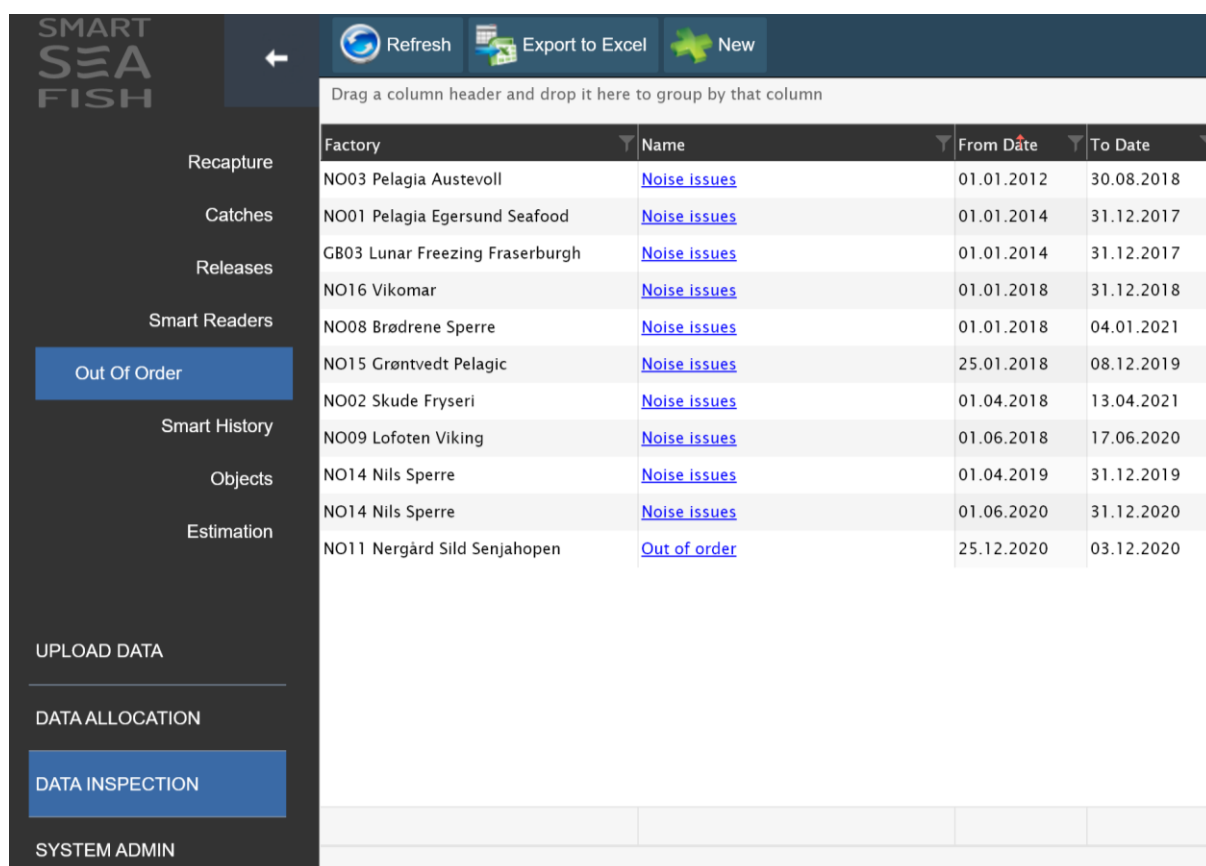 SMART
SEA
FISH
Refresh Export to Excel New
Drag a column header and drop it here to group by that column
Factory Name From Date To Date
NO03 Pelagia Austevoll Noise issues 01.01.2012 30.08.2018
NO01 Pelagia Egersund Seafood Noise issues 01.01.2014 31.12.2017
GB03 Lunar Freezing Fraserburgh Noise issues 01.01.2014 31.12.2017
NO16 Vikomar Noise issues 01.01.2018 31.12.2018
NO08 Brødrene Sperre Noise issues 01.01.2018 04.01.2021
NO15 Grøntvedt Pelagic Noise issues 25.01.2018 08.12.2019
NO02 Skude Fryseri Noise issues 01.04.2018 13.04.2021
NO09 Lofoten Viking Noise issues 01.06.2018 17.06.2020
NO14 Nils Sperre Noise issues 01.04.2019 31.12.2019
NO14 Nils Sperre Noise issues 01.06.2020 31.12.2020
NO11 Nergård Sild Senjahopen Out of order 25.12.2020 03.12.2020
Recapture
Catches
Releases
Smart Readers
Out Of Order
Smart History
Objects
Estimation
UPLOAD DATA
DATA ALLOCATION
DATA INSPECTION
SYSTEM ADMIN